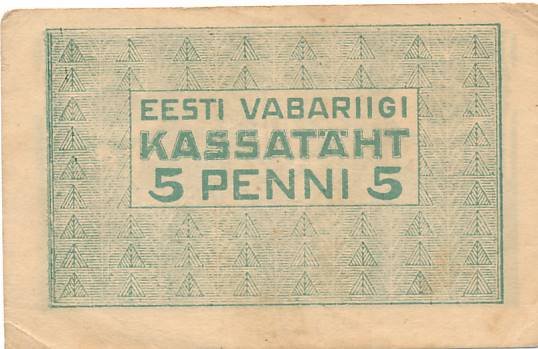 EESTI VABARIIGI
KASSATÄHT
5 PENNI 5